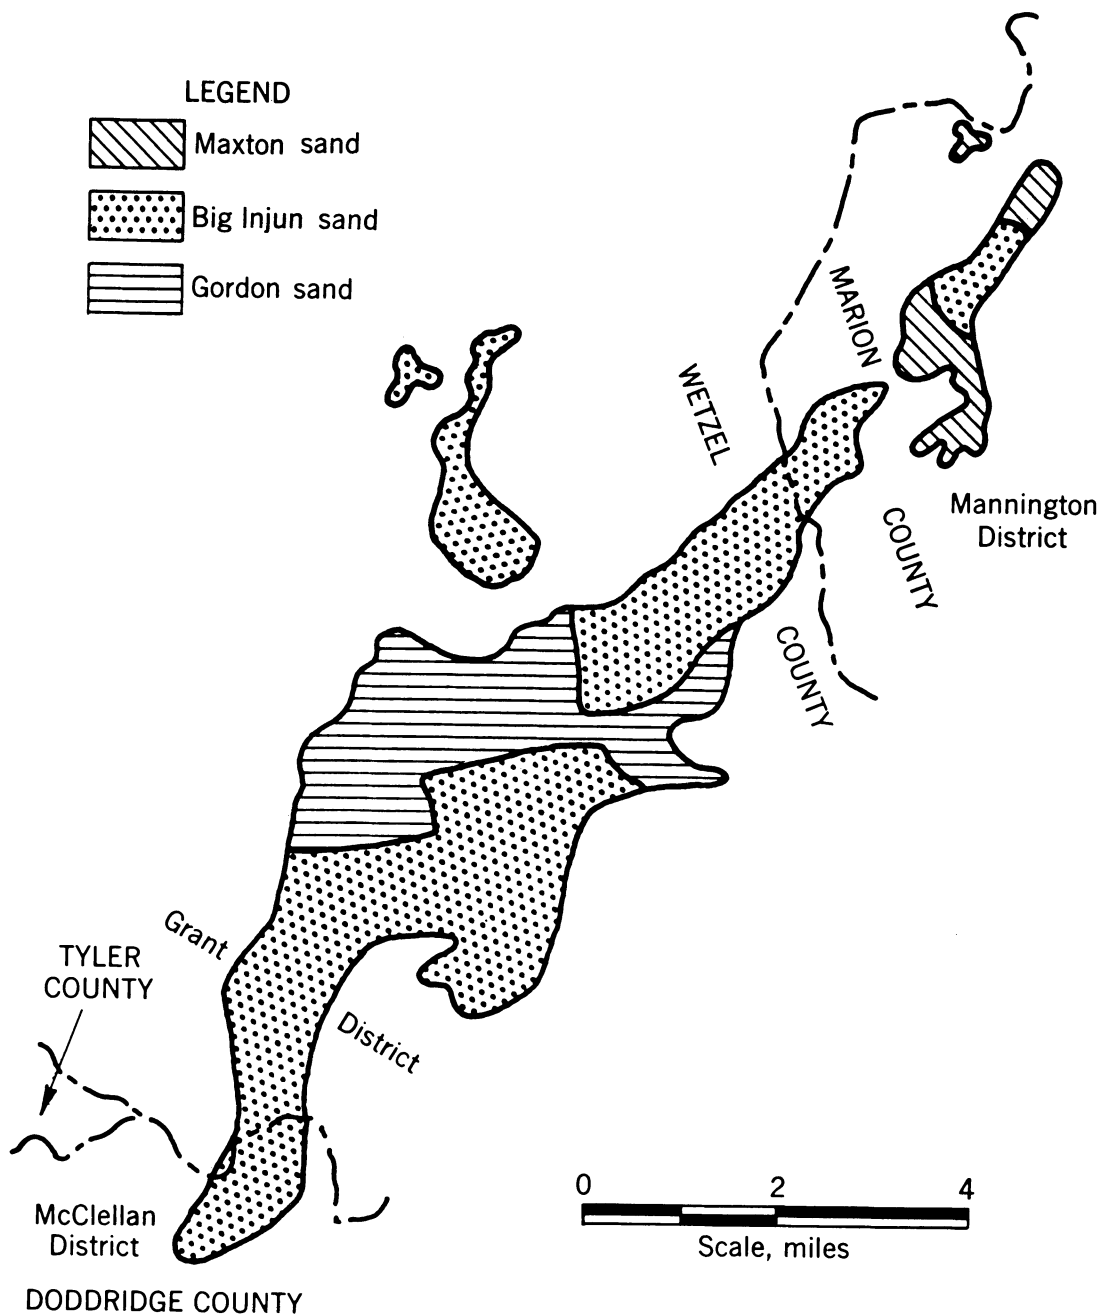 LEGEND
Maxton sand
Big Injun sand
Gordon sand
MARION
WETZEL
Mannington
District
COUNTY
COUNTY
Grant
TYLER
COUNTY
District
0 2 4
Scale, miles
McClellan
District
DODDRIDGE COUNTY